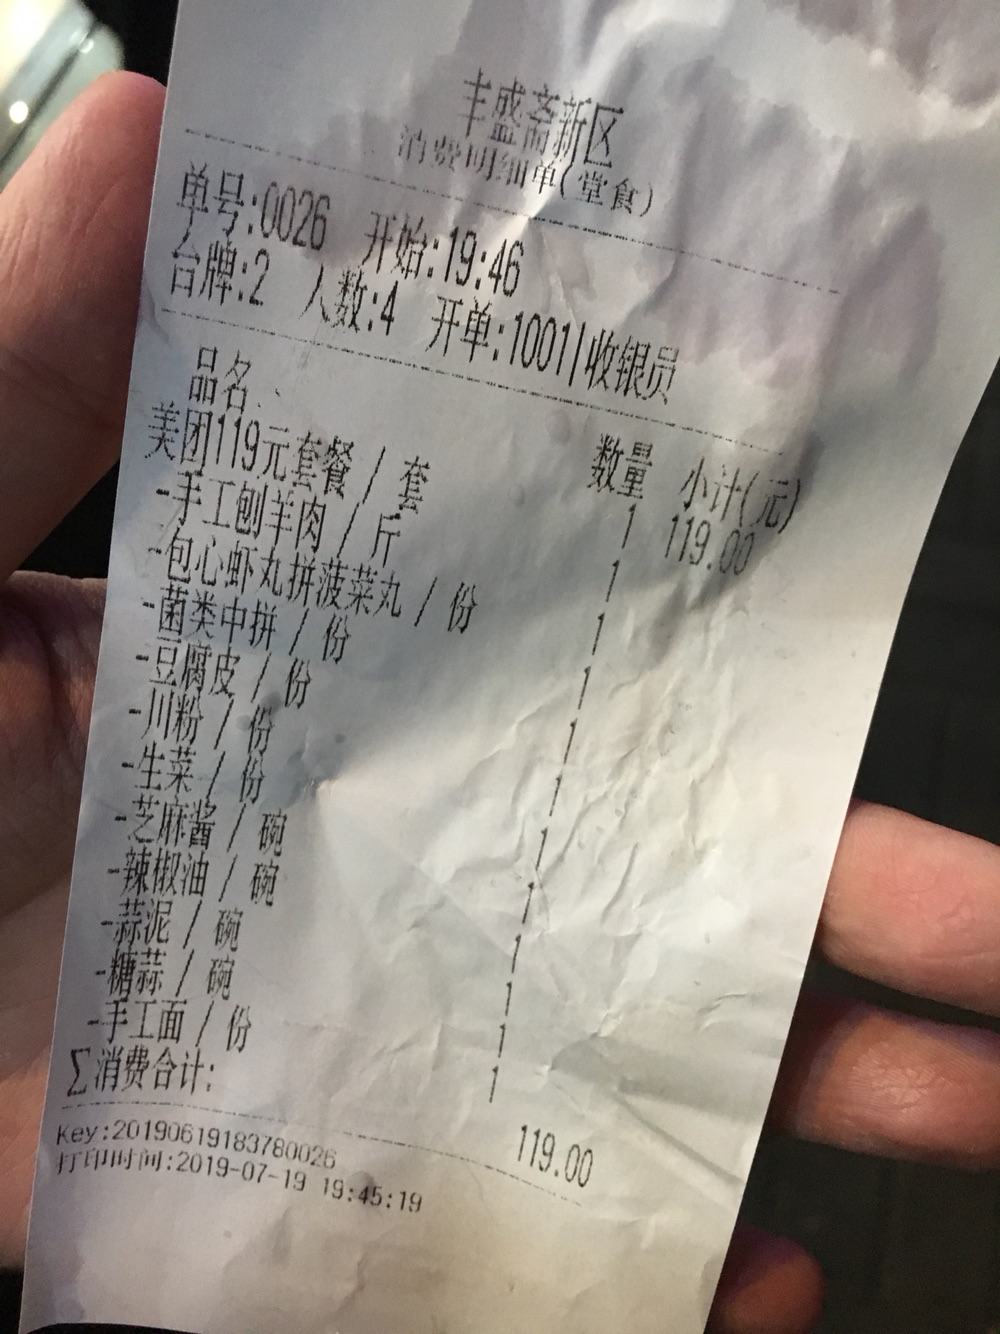 丰盛斋新区
消费明细单(堂食)
单号:0026 开始:19:46
台牌:2 人数:4 开单:1001|收银员
品名 数量 小计(元)
美团119元套餐 / 套 1 119.00
-手工刨羊肉 / 斤 1
-包心虾丸拼菠菜丸 / 份 1
-菌类中拼 / 份 1
-豆腐皮 / 份 1
-川粉 / 份 1
-生菜 / 份 1
-芝麻酱 / 碗 1
-辣椒油 / 碗 1
-蒜泥 / 碗 1
-糖蒜 / 碗 1
-手工面 / 份 1
∑消费合计: 119.00
Key:20190619183780026
打印时间:2019-07-19 19:45:19